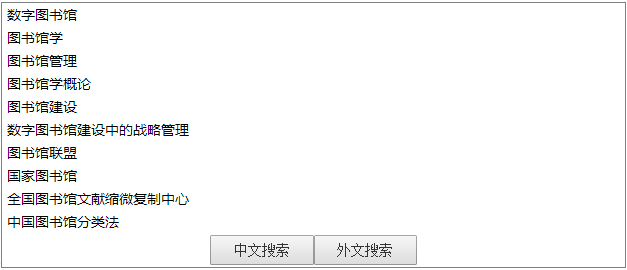 数字图书馆
图书馆学
图书馆管理
图书馆学概论
图书馆建设
数字图书馆建设中的战略管理
图书馆联盟
国家图书馆
全国图书馆文献缩微复制中心
中国图书馆分类法
中文搜索 外文搜索